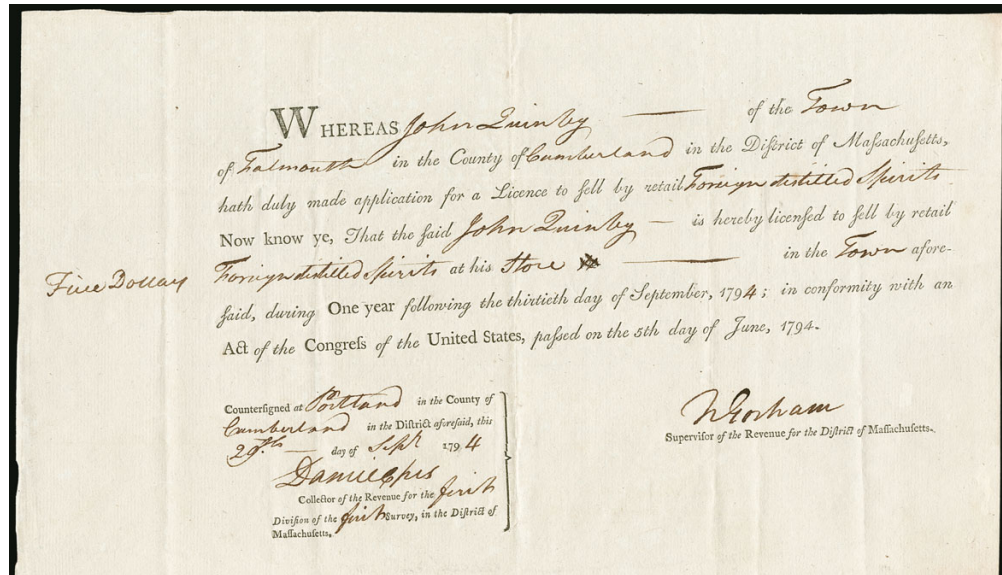 WHEREAS John Quinby of the Town
of Falmouth in the County of Cumberland in the Diſtrict of Maſſachuſetts,
hath duly made application for a Licence to ſell by retail Foreign distilled Spirits
Now know ye, That the ſaid John Quinby — is hereby licenſed to ſell by retail
Five Dollars Foreign distilled Spirits at his Store in the Town afore-
ſaid, during One year following the thirtieth day of September, 1794; in conformity with an
Act of the Congreſs of the United States, paſſed on the 5th day of June, 1794.
Counterſigned at Portland in the County of
Cumberland in the Diſtrict aforeſaid, this
29th — day of Sept 1794
Daniel Epes
Collector of the Revenue for the first
Diviſion of the first Survey, in the Diſtrict of
Maſſachuſetts.
N Gorham
Superviſor of the Revenue for the Diſtrict of Maſſachuſetts.